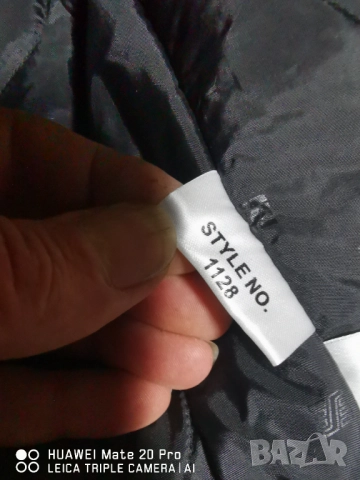 STYLE NO.
1128
HUAWEI Mate 20 Pro
LEICA TRIPLE CAMERA | AI
BAZAR